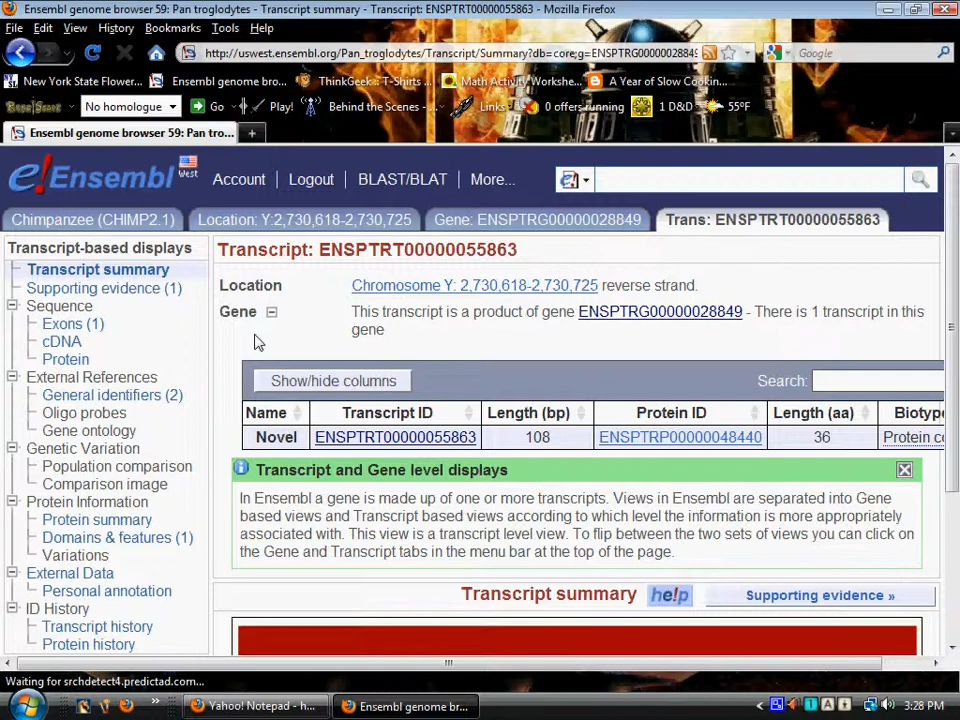 Ensembl genome browser 59: Pan troglodytes - Transcript summary - Transcript: ENSPTRT00000055863 - Mozilla Firefox
File Edit View History Bookmarks Tools Help
http://uswest.ensembl.org/Pan_troglodytes/Transcript/Summary?db=core;g=ENSPTRG00000028849
Google
New York State Flower... Ensembl genome bro... ThinkGeek :: T-Shirts ... Math Activity Workshe... A Year of Slow Cookin...
No homologue Go Play! Behind the Scenes - ... Links 0 offers running 1 D&D 55°F
Ensembl genome browser 59: Pan tro...
e!Ensembl West Account Logout BLAST/BLAT More...
Chimpanzee (CHIMP2.1) Location: Y:2,730,618-2,730,725 Gene: ENSPTRG00000028849 Trans: ENSPTRT00000055863
Transcript-based displays
Transcript summary
Supporting evidence (1)
Sequence
Exons (1)
cDNA
Protein
External References
General identifiers (2)
Oligo probes
Gene ontology
Genetic Variation
Population comparison
Comparison image
Protein Information
Protein summary
Domains & features (1)
Variations
External Data
Personal annotation
ID History
Transcript history
Protein history
Transcript: ENSPTRT00000055863
Location Chromosome Y: 2,730,618-2,730,725 reverse strand.
Gene This transcript is a product of gene ENSPTRG00000028849 - There is 1 transcript in this
gene
Show/hide columns Search:
Name Transcript ID Length (bp) Protein ID Length (aa) Biotype
Novel ENSPTRT00000055863 108 ENSPTRP00000048440 36 Protein co
Transcript and Gene level displays
In Ensembl a gene is made up of one or more transcripts. Views in Ensembl are separated into Gene
based views and Transcript based views according to which level the information is more appropriately
associated with. This view is a transcript level view. To flip between the two sets of views you can click on
the Gene and Transcript tabs in the menu bar at the top of the page.
Transcript summary he!p Supporting evidence »
Waiting for srchdetect4.predictad.com...
Yahoo! Notepad - h... Ensembl genome br... 3:28 PM